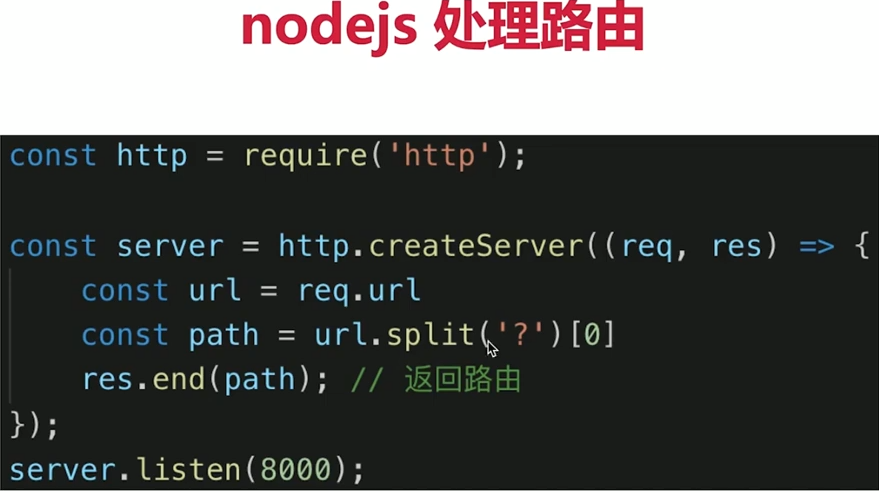 nodejs 处理路由
const http = require('http');
const server = http.createServer((req, res) => {
    const url = req.url
    const path = url.split('?')[0]
    res.end(path); // 返回路由
});
server.listen(8000);